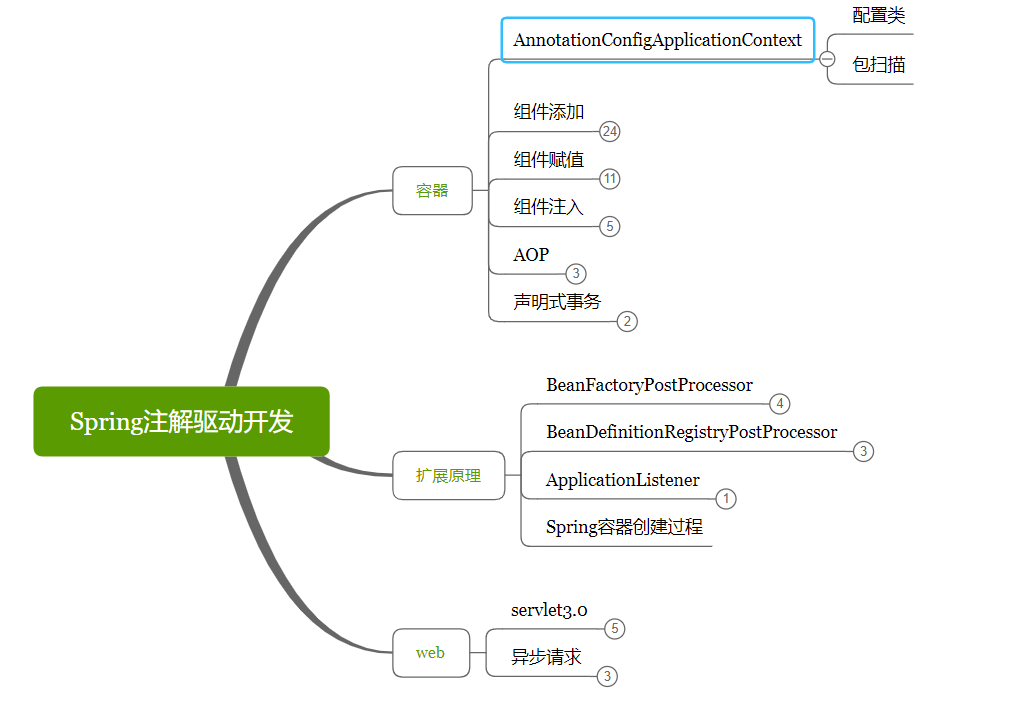 配置类
AnnotationConfigApplicationContext
包扫描
组件添加
24
组件赋值
11
容器
组件注入
5
AOP
3
声明式事务
2
Spring注解驱动开发
BeanFactoryPostProcessor
4
BeanDefinitionRegistryPostProcessor
3
扩展原理
ApplicationListener
1
Spring容器创建过程
servlet3.0
5
web
异步请求
3